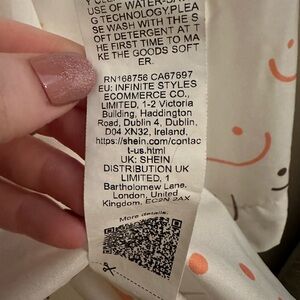 USE OF WATER-SA
G TECHNOLOGYPLEA
SE WASH WITH THE S
OFT DETERGENT AT T
HE FIRST TIME TO MA
KE THE GOODS SOFT
ER.
RN168756 CA67697
EU: INFINITE STYLES
ECOMMERCE CO.,
LIMITED, 1-2 Victoria
Building, Haddington
Road, Dublin 4, Dublin,
D04 XN32, Ireland,
https://shein.com/contac
t-us.html
UK: SHEIN
DISTRIBUTION UK
LIMITED, 1
Bartholomew Lane,
London, United
Kingdom, EC2N 2AX
More details